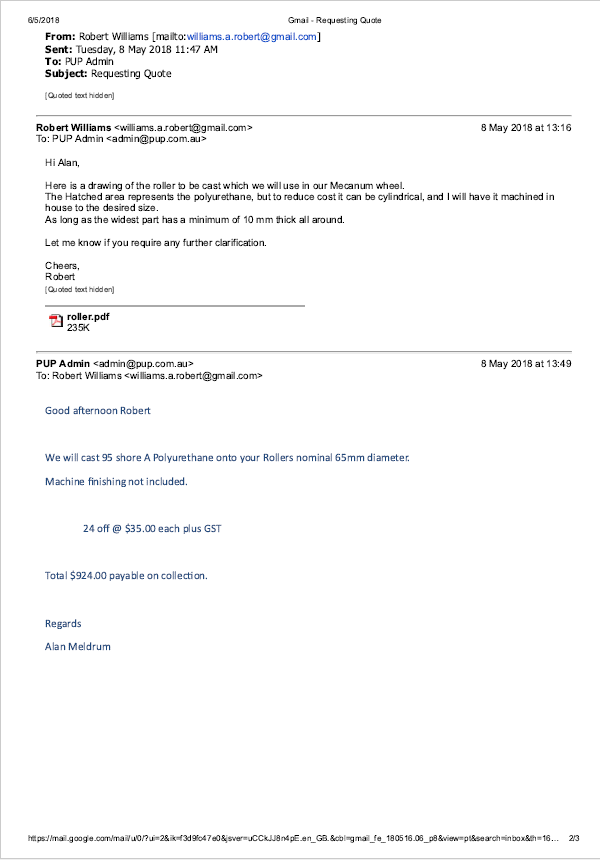 6/5/2018 Gmail - Requesting Quote
From: Robert Williams [mailto:williams.a.robert@gmail.com]
Sent: Tuesday, 8 May 2018 11:47 AM
To: PUP Admin
Subject: Requesting Quote
[Quoted text hidden]
Robert Williams <williams.a.robert@gmail.com> 8 May 2018 at 13:16
To: PUP Admin <admin@pup.com.au>
Hi Alan,
Here is a drawing of the roller to be cast which we will use in our Mecanum wheel.
The Hatched area represents the polyurethane, but to reduce cost it can be cylindrical, and I will have it machined in
house to the desired size.
As long as the widest part has a minimum of 10 mm thick all around.
Let me know if you require any further clarification.
Cheers,
Robert
[Quoted text hidden]
roller.pdf
235K
PUP Admin <admin@pup.com.au> 8 May 2018 at 13:49
To: Robert Williams <williams.a.robert@gmail.com>
Good afternoon Robert
We will cast 95 shore A Polyurethane onto your Rollers nominal 65mm diameter.
Machine finishing not included.
24 off @ $35.00 each plus GST
Total $924.00 payable on collection.
Regards
Alan Meldrum
https://mail.google.com/mail/u/0/?ui=2&ik=f3d9fc47e0&jsver=uCCkJJ8n4pE.en_GB.&cbl=gmail_fe_180516.06_p8&view=pt&search=inbox&th=16... 2/3